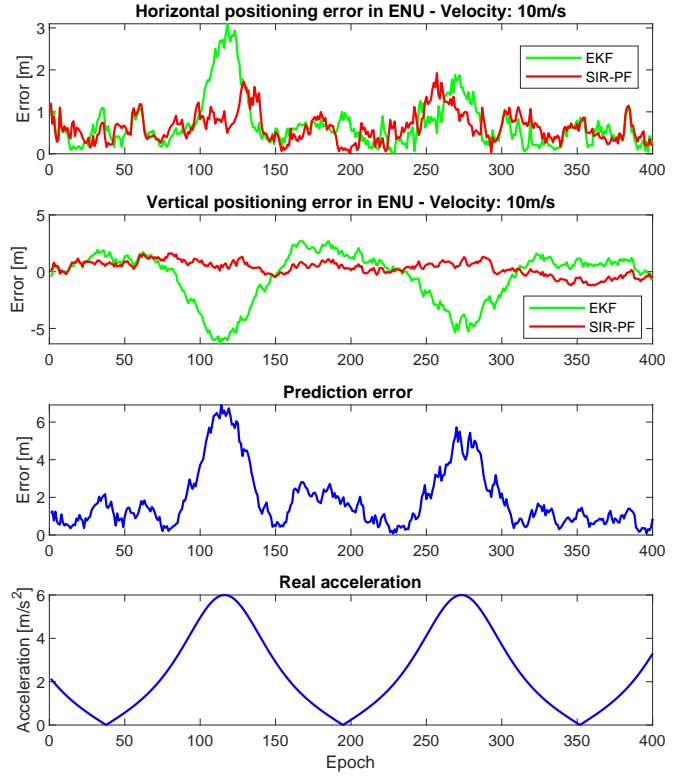 Horizontal positioning error in ENU - Velocity: 10m/s
Error [m]
3
2
1
0
EKF
SIR-PF
0 50 100 150 200 250 300 350 400
Vertical positioning error in ENU - Velocity: 10m/s
Error [m]
5
0
-5
EKF
SIR-PF
0 50 100 150 200 250 300 350 400
Prediction error
Error [m]
6
4
2
0
0 50 100 150 200 250 300 350 400
Real acceleration
Acceleration [m/s²]
6
4
2
0
0 50 100 150 200 250 300 350 400
Epoch